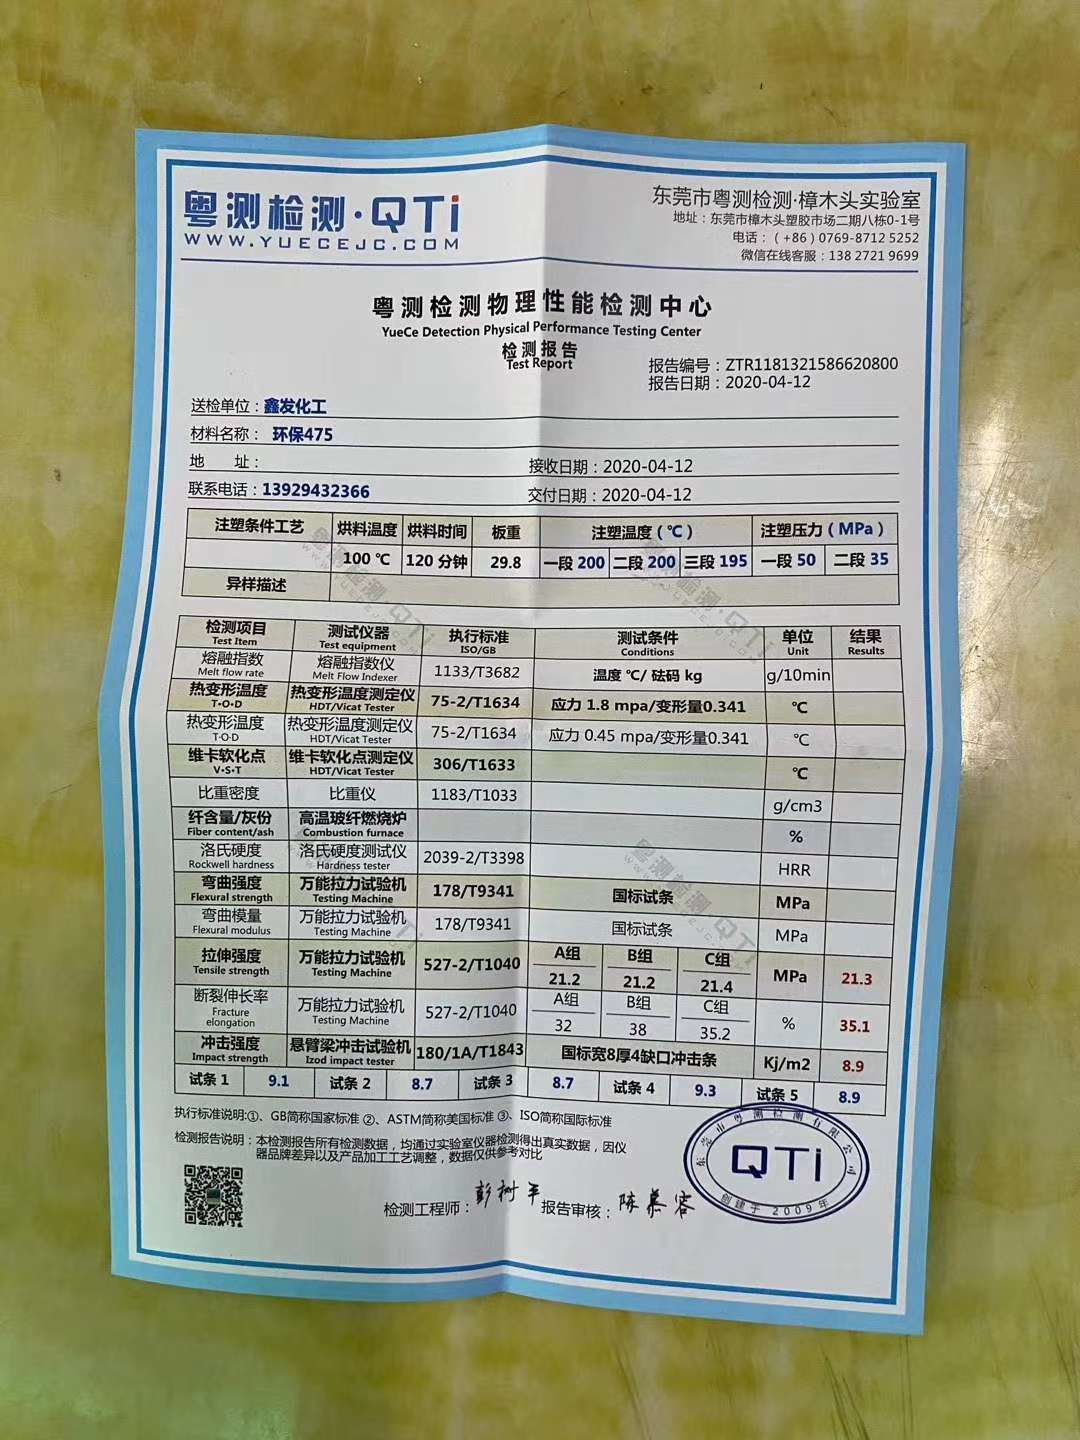 粤测检测·QTi
WWW.YUECEJC.COM
东莞市粤测检测·樟木头实验室
地址：东莞市樟木头塑胶市场二期八栋0-1号
电话：(+86) 0769-8712 5252
微信在线客服：138 2721 9699
粤测检测物理性能检测中心
YueCe Detection Physical Performance Testing Center
检测报告
Test Report
报告编号：ZTR1181321586620800
报告日期：2020-04-12
送检单位：鑫发化工
材料名称： 环保475
地 址：
接收日期：2020-04-12
联系电话：13929432366
交付日期：2020-04-12
注塑条件工艺 烘料温度 烘料时间 板重 注塑温度 (℃) 注塑压力 (MPa)
100 ℃ 120 分钟 29.8 一段 200 二段 200 三段 195 一段 50 二段 35
异样描述
检测项目 测试仪器 执行标准 测试条件 单位 结果
Test Item Test equipment ISO/GB Conditions Unit Results
熔融指数 熔融指数仪 1133/T3682 温度 ℃/ 砝码 kg g/10min
Melt flow rate Melt Flow Indexer
热变形温度 热变形温度测定仪 75-2/T1634 应力 1.8 mpa/变形量0.341 ℃
T·O·D HDT/Vicat Tester
热变形温度 热变形温度测定仪 75-2/T1634 应力 0.45 mpa/变形量0.341 ℃
T·O·D HDT/Vicat Tester
维卡软化点 维卡软化点测定仪 306/T1633 ℃
V·S·T HDT/Vicat Tester
比重密度 比重仪 1183/T1033 g/cm3
纤含量/灰份 高温玻纤燃烧炉 %
Fiber content/ash Combustion furnace
洛氏硬度 洛氏硬度测试仪 2039-2/T3398 HRR
Rockwell hardness Hardness tester
弯曲强度 万能拉力试验机 178/T9341 国标试条 MPa
Flexural strength Testing Machine
弯曲模量 万能拉力试验机 178/T9341 国标试条 MPa
Flexural modulus Testing Machine
拉伸强度 万能拉力试验机 527-2/T1040 A组 B组 C组 MPa 21.3
Tensile strength Testing Machine 21.2 21.2 21.4
断裂伸长率 万能拉力试验机 527-2/T1040 A组 B组 C组 % 35.1
Fracture elongation Testing Machine 32 38 35.2
冲击强度 悬臂梁冲击试验机 180/1A/T1843 国标宽8厚4缺口冲击条 Kj/m2 8.9
Impact strength Izod impact tester
试条 1 9.1 试条 2 8.7 试条 3 8.7 试条 4 9.3 试条 5 8.9
执行标准说明:①、GB简称国家标准 ②、ASTM简称美国标准 ③、ISO简称国际标准
检测报告说明：本检测报告所有检测数据，均通过实验室仪器检测得出真实数据，因仪
器品牌差异以及产品加工工艺调整，数据仅供参考对比
检测工程师：彭树平 报告审核：陈慕容
东莞市粤测检测有限公司
QTi
创建于2009年